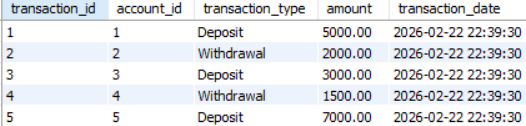 transaction_id account_id transaction_type amount transaction_date
1 1 Deposit 5000.00 2026-02-22 22:39:30
2 2 Withdrawal 2000.00 2026-02-22 22:39:30
3 3 Deposit 3000.00 2026-02-22 22:39:30
4 4 Withdrawal 1500.00 2026-02-22 22:39:30
5 5 Deposit 7000.00 2026-02-22 22:39:30